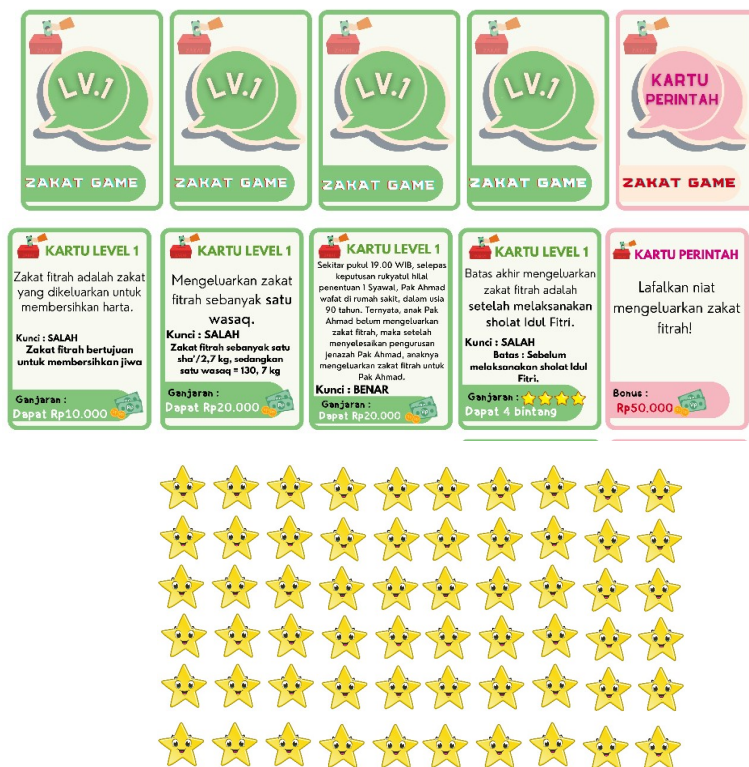 LV.1
ZAKAT GAME
LV.1
ZAKAT GAME
LV.1
ZAKAT GAME
LV.1
ZAKAT GAME
KARTU
PERINTAH
ZAKAT GAME
KARTU LEVEL 1
Zakat fitrah adalah zakat
yang dikeluarkan untuk
membersihkan harta.
Kunci : SALAH
Zakat fitrah bertujuan
untuk membersihkan jiwa
Ganjaran :
Dapat Rp10.000
KARTU LEVEL 1
Mengeluarkan zakat
fitrah sebanyak satu
wasaq.
Kunci : SALAH
Zakat fitrah sebanyak satu
sha'/2,7 kg, sedangkan
satu wasaq = 130, 7 kg
Ganjaran :
Dapat Rp20.000
KARTU LEVEL 1
Sekitar pukul 19.00 WIB, selepas
keputusan rukyatul hilal
penentuan 1 Syawal, Pak Ahmad
wafat di rumah sakit, dalam usia
90 tahun. Ternyata, anak Pak
Ahmad belum mengeluarkan
zakat fitrah, maka setelah
menyelesaikan pengurusan
jenazah Pak Ahmad, anaknya
mengeluarkan zakat fitrah untuk
Pak Ahmad.
Kunci : BENAR
Ganjaran :
Dapat Rp20.000
KARTU LEVEL 1
Batas akhir mengeluarkan
zakat fitrah adalah
setelah melaksanakan
sholat Idul Fitri.
Kunci : SALAH
Batas : Sebelum
melaksanakan sholat Idul
Fitri.
Ganjaran :
Dapat 4 bintang
KARTU PERINTAH
Lafalkan niat
mengeluarkan zakat
fitrah!
Bonus :
Rp50.000